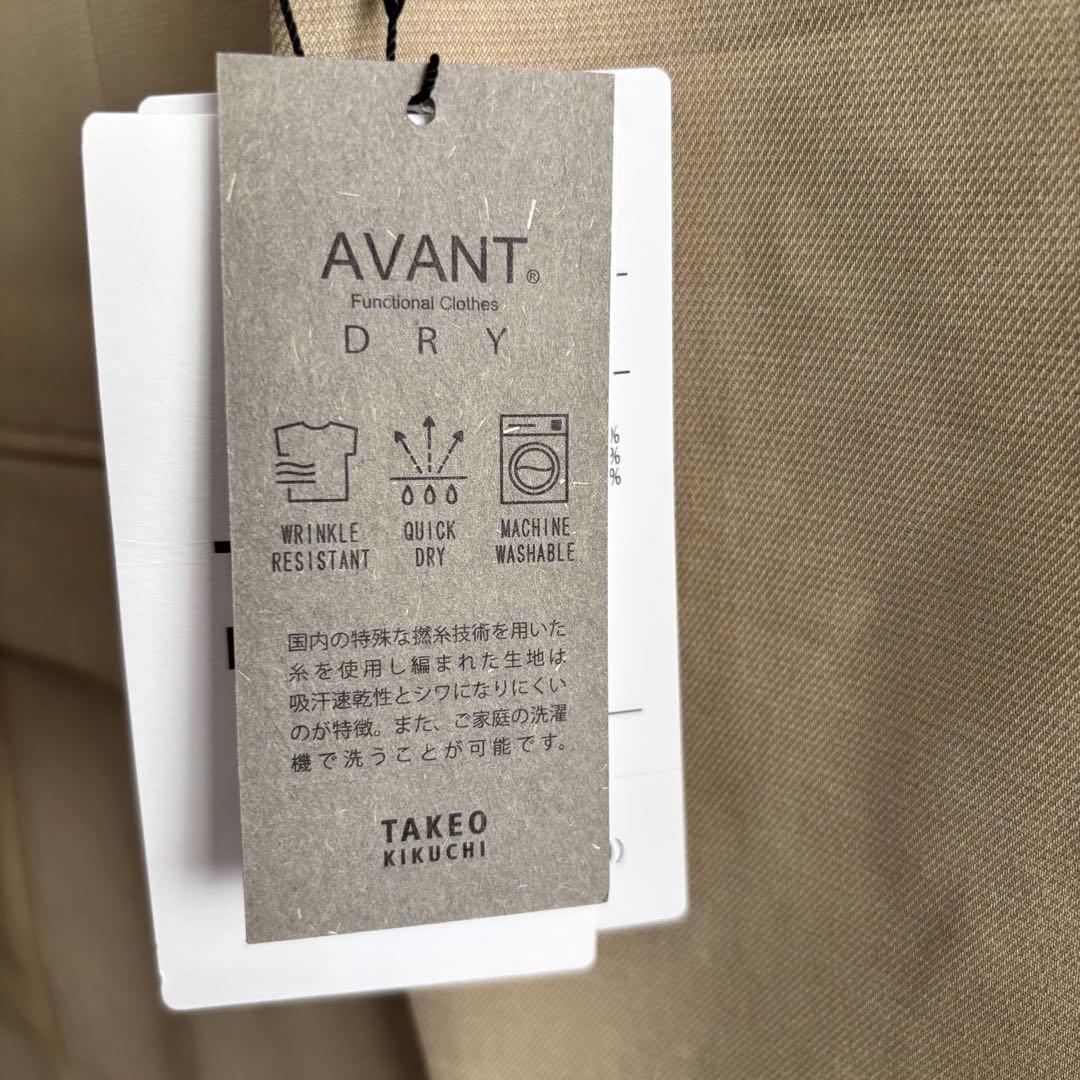 AVANT®
Functional Clothes
DRY
WRINKLE
RESISTANT
QUICK
DRY
MACHINE
WASHABLE
国内の特殊な撚糸技術を用いた
糸を使用し編まれた生地は
吸汗速乾性とシワになりにくい
のが特徴。また、ご家庭の洗濯
機で洗うことが可能です。
TAKEO
KIKUCHI
%
%
%